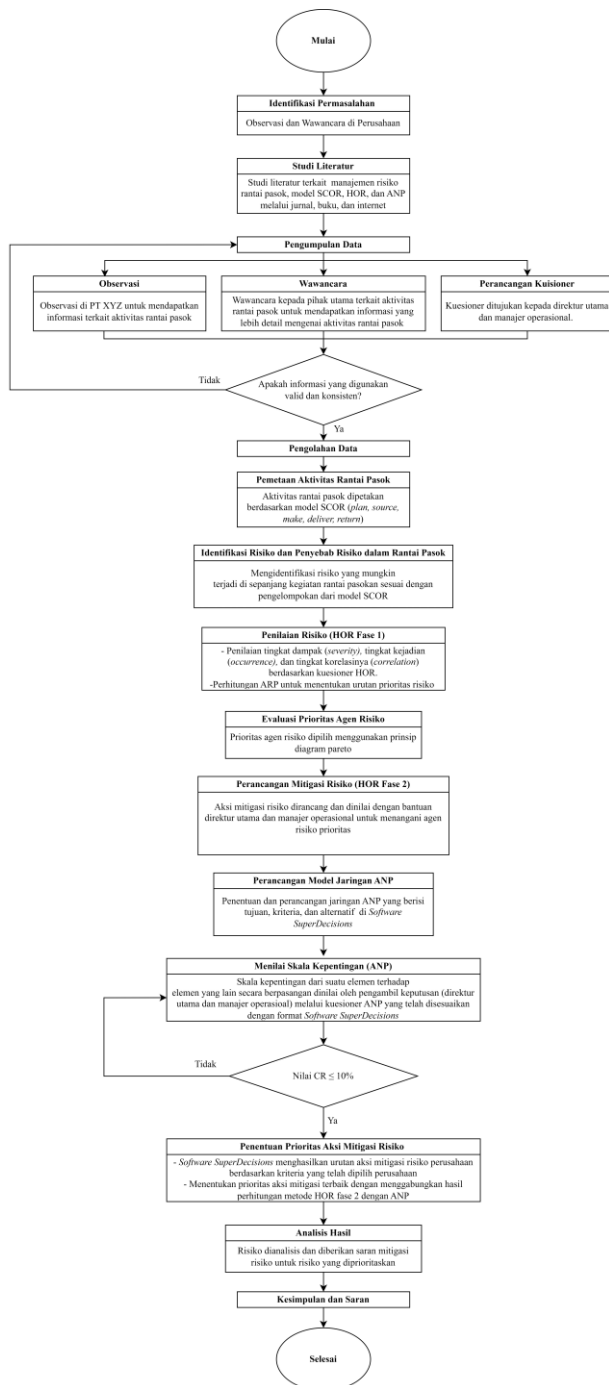 Mulai
Identifikasi Permasalahan
Observasi dan Wawancara di Perusahaan
Studi Literatur
Studi literatur terkait manajemen risiko
rantai pasok, model SCOR, HOR, dan ANP
melalui jurnal, buku, dan internet
Pengumpulan Data
Observasi
Observasi di PT XYZ untuk mendapatkan
informasi terkait aktivitas rantai pasok
Wawancara
Wawancara kepada pihak utama terkait aktivitas
rantai pasok untuk mendapatkan informasi yang
lebih detail mengenai aktivitas rantai pasok
Perancangan Kuisioner
Kuesioner ditujukan kepada direktur utama
dan manajer operasional.
Tidak
Apakah informasi yang digunakan
valid dan konsisten?
Ya
Pengolahan Data
Pemetaan Aktivitas Rantai Pasok
Aktivitas rantai pasok dipetakan
berdasarkan model SCOR (plan, source,
make, deliver, return)
Identifikasi Risiko dan Penyebab Risiko dalam Rantai Pasok
Mengidentifikasi risiko yang mungkin
terjadi di sepanjang kegiatan rantai pasokan sesuai dengan
pengelompokan dari model SCOR
Penilaian Risiko (HOR Fase 1)
- Penilaian tingkat dampak (severity), tingkat kejadian
(occurrence), dan tingkat korelasinya (correlation)
berdasarkan kuesioner HOR.
-Perhitungan ARP untuk menentukan urutan prioritas risiko
Evaluasi Prioritas Agen Risiko
Prioritas agen risiko dipilih menggunakan prinsip
diagram pareto
Perancangan Mitigasi Risiko (HOR Fase 2)
Aksi mitigasi risiko dirancang dan dinilai dengan bantuan
direktur utama dan manajer operasional untuk menangani agen
risiko prioritas
Perancangan Model Jaringan ANP
Penentuan dan perancangan jaringan ANP yang berisi
tujuan, kriteria, dan alternatif di Software
SuperDecisions
Menilai Skala Kepentingan (ANP)
Skala kepentingan dari suatu elemen terhadap
elemen yang lain secara berpasangan dinilai oleh pengambil keputusan (direktur
utama dan manajer operasioal) melalui kuesioner ANP yang telah disesuaikan
dengan format Software SuperDecisions
Tidak
Nilai CR ≤ 10%
Ya
Penentuan Prioritas Aksi Mitigasi Risiko
- Software SuperDecisions menghasilkan urutan aksi mitigasi risiko perusahaan
berdasarkan kriteria yang telah dipilih perusahaan
- Menentukan prioritas aksi mitigasi terbaik dengan menggabungkan hasil
perhitungan metode HOR fase 2 dengan ANP
Analisis Hasil
Risiko dianalisis dan diberikan saran mitigasi
risiko untuk risiko yang diprioritaskan
Kesimpulan dan Saran
Selesai